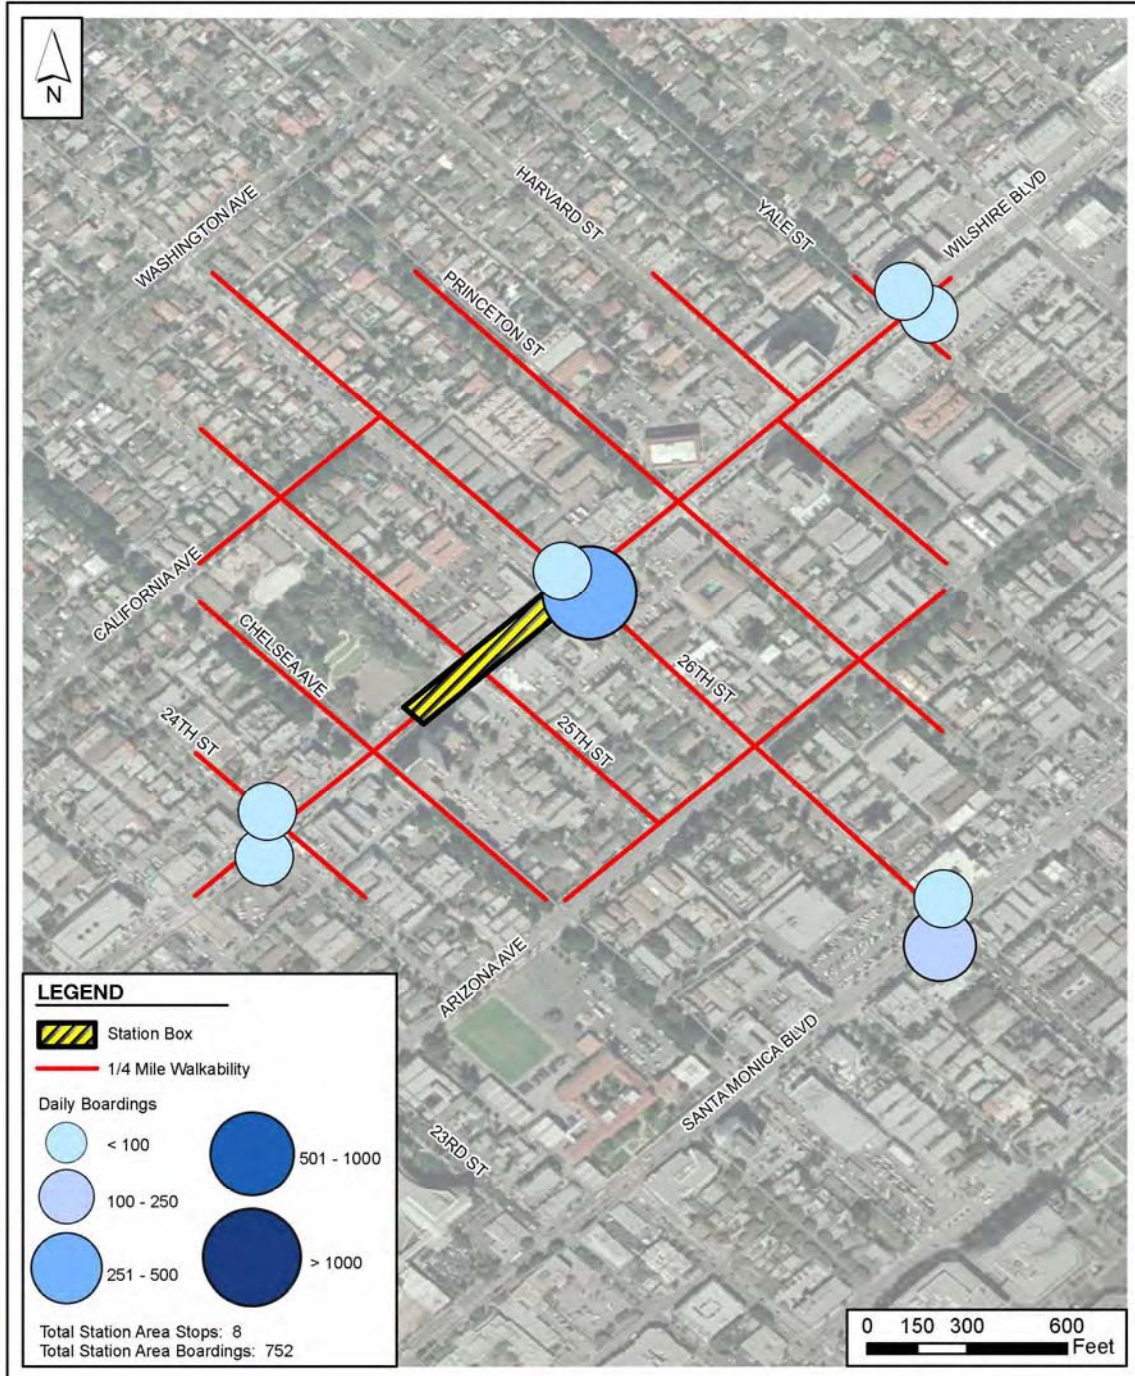 N
HARVARD ST
YALE ST
WILSHIRE BLVD
WASHINGTON AVE
PRINCETON ST
CALIFORNIA AVE
CHELSEA AVE
26TH ST
24TH ST
25TH ST
ARIZONA AVE
SANTA MONICA BLVD
23RD ST
LEGEND
Station Box
1/4 Mile Walkability
Daily Boardings
< 100
501 - 1000
100 - 250
> 1000
251 - 500
Total Station Area Stops: 8
Total Station Area Boardings: 752
0 150 300 600
Feet